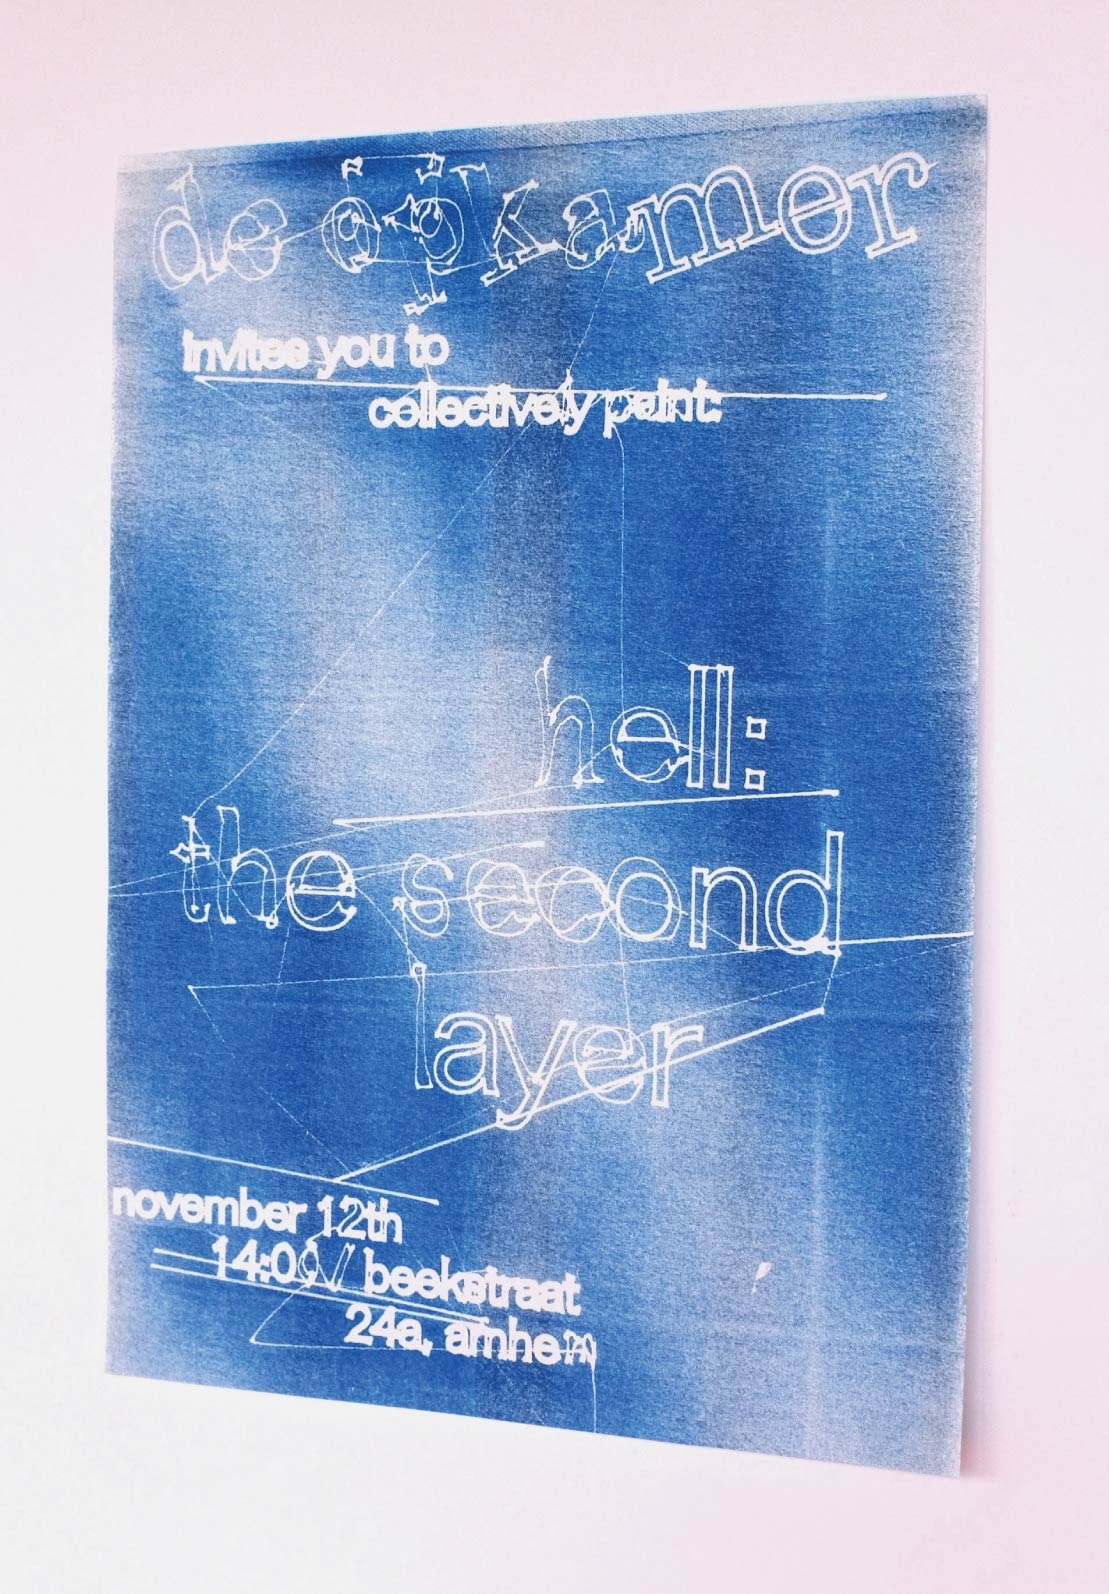 de opkamer
invites you to
collectively paint:
hell:
the second
layer
november 12th
14:00/ beekstraat
24a, arnhem